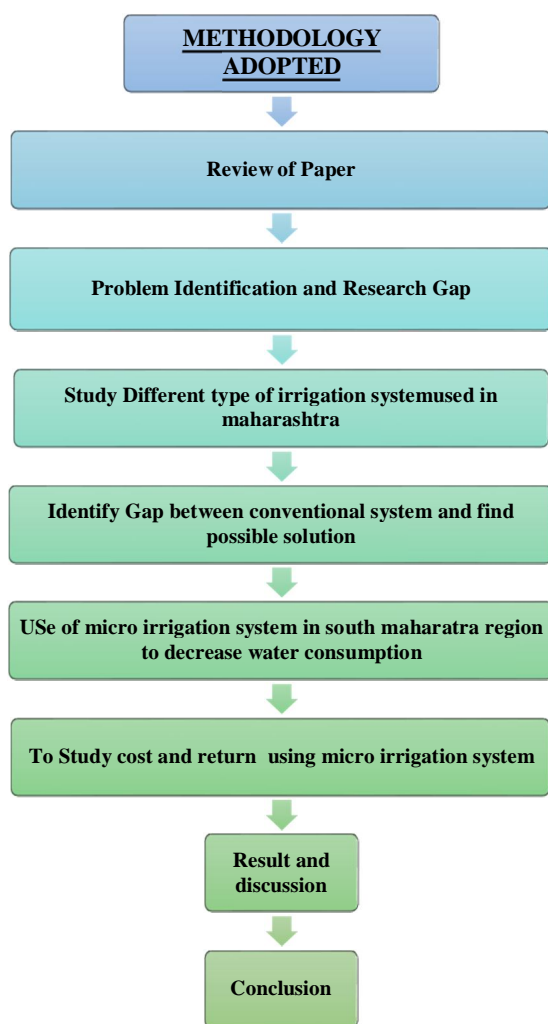 METHODOLOGY
ADOPTED
Review of Paper
Problem Identification and Research Gap
Study Different type of irrigation systemused in
maharashtra
Identify Gap between conventional system and find
possible solution
USe of micro irrigation system in south maharatra region
to decrease water consumption
To Study cost and return using micro irrigation system
Result and
discussion
Conclusion